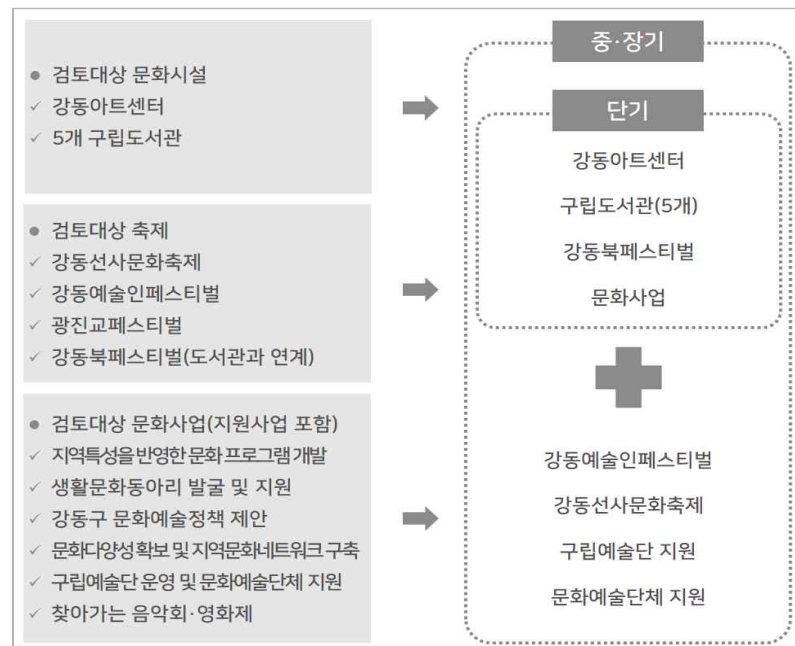 ● 검토대상 문화시설
✓ 강동아트센터
✓ 5개 구립도서관
● 검토대상 축제
✓ 강동선사문화축제
✓ 강동예술인페스티벌
✓ 광진교페스티벌
✓ 강동북페스티벌(도서관과 연계)
● 검토대상 문화사업(지원사업 포함)
✓ 지역특성을 반영한 문화 프로그램 개발
✓ 생활문화동아리 발굴 및 지원
✓ 강동구 문화예술정책 제안
✓ 문화다양성 확보 및 지역문화네트워크 구축
✓ 구립예술단 운영 및 문화예술단체 지원
✓ 찾아가는 음악회·영화제
중·장기
단기
강동아트센터
구립도서관(5개)
강동북페스티벌
문화사업
강동예술인페스티벌
강동선사문화축제
구립예술단 지원
문화예술단체 지원